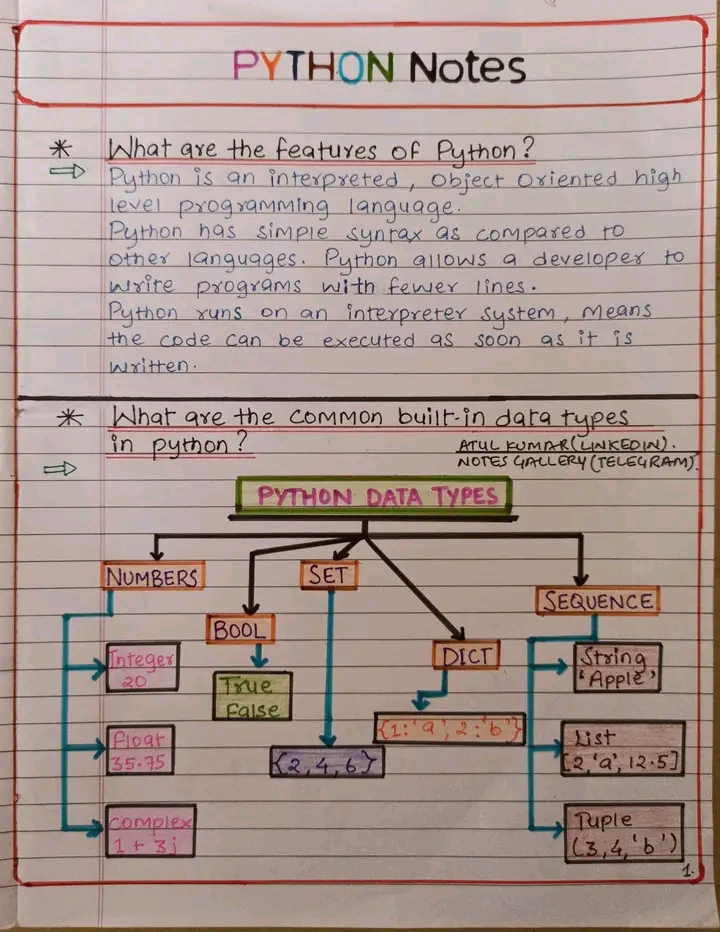 PYTHON Notes
* What are the features of Python?
⇒ Python is an interpreted, Object Oriented high
level programming language.
Python has simple syntax as compared to
other languages. Python allows a developer to
write programs with fewer lines.
Python runs on an interpreter system, Means
the code can be executed as soon as it is
written.
* What are the common built-in data types
in python?
ATUL KUMAR (LINKEDIN).
NOTES GALLERY (TELEGRAM).
⇒
PYTHON DATA TYPES
NUMBERS
Integer
20
float
35.75
complex
1 + 3j
BOOL
True
False
SET
{2, 4, 6}
DICT
{1:'a', 2:'b'}
SEQUENCE
String
'Apple'
List
[2,'a', 12.5]
Tuple
(3, 4, 'b')
1.